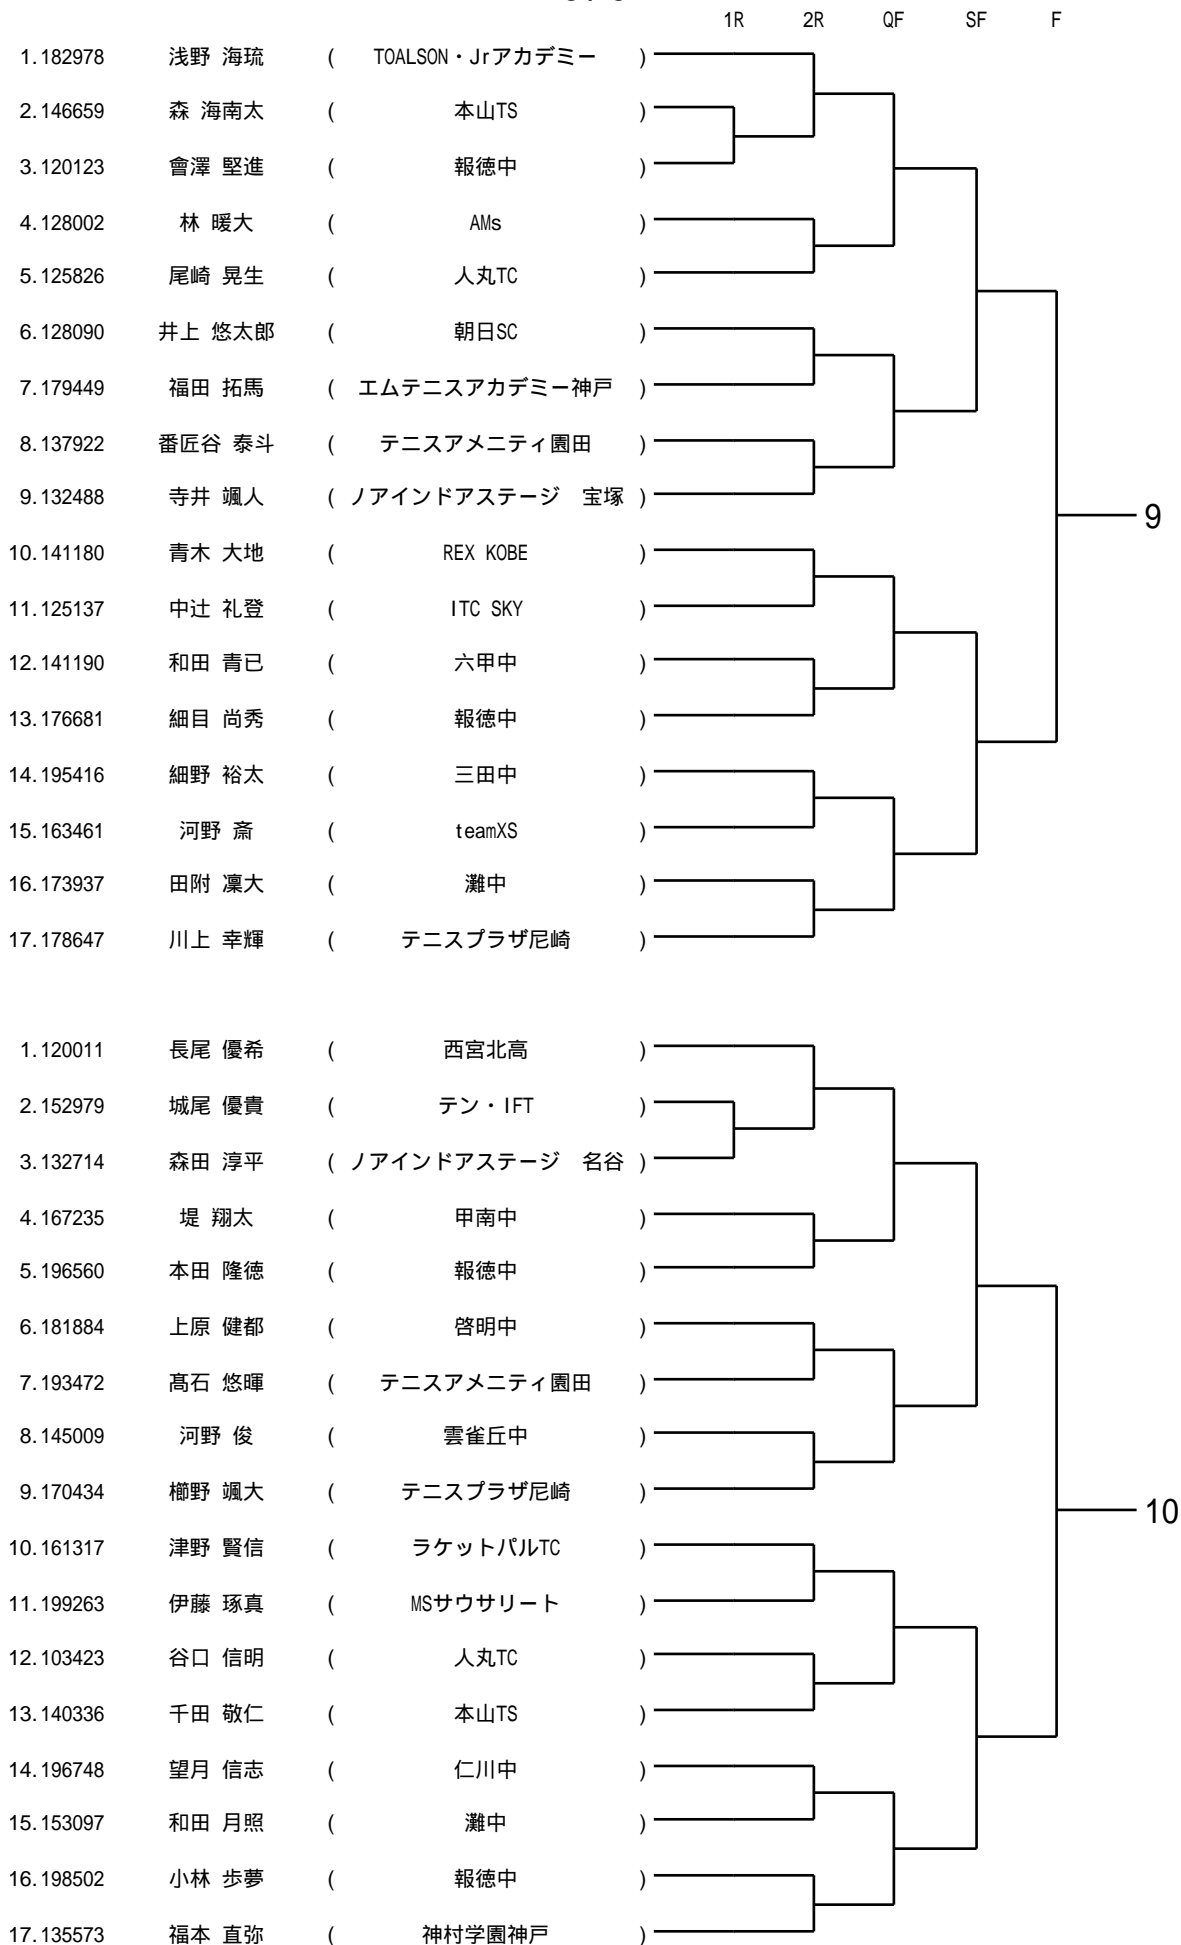 1R 2R QF SF F
1.182978 浅野 海琉 ( TOALSON・Jrアカデミー )
2.146659 森 海南太 ( 本山TS )
3.120123 會澤 堅進 ( 報徳中 )
4.128002 林 暖大 ( AMs )
5.125826 尾崎 晃生 ( 人丸TC )
6.128090 井上 悠太郎 ( 朝日SC )
7.179449 福田 拓馬 ( エムテニスアカデミー神戸 )
8.137922 番匠谷 泰斗 ( テニスアメニティ園田 )
9.132488 寺井 颯人 ( ノアインドアステージ　宝塚 )
9
10.141180 青木 大地 ( REX KOBE )
11.125137 中辻 礼登 ( ITC SKY )
12.141190 和田 青已 ( 六甲中 )
13.176681 細目 尚秀 ( 報徳中 )
14.195416 細野 裕太 ( 三田中 )
15.163461 河野 斎 ( teamXS )
16.173937 田附 凜大 ( 灘中 )
17.178647 川上 幸輝 ( テニスプラザ尼崎 )
1.120011 長尾 優希 ( 西宮北高 )
2.152979 城尾 優貴 ( テン・IFT )
3.132714 森田 淳平 ( ノアインドアステージ　名谷 )
4.167235 堤 翔太 ( 甲南中 )
5.196560 本田 隆徳 ( 報徳中 )
6.181884 上原 健都 ( 啓明中 )
7.193472 髙石 悠暉 ( テニスアメニティ園田 )
8.145009 河野 俊 ( 雲雀丘中 )
9.170434 櫛野 颯大 ( テニスプラザ尼崎 )
10
10.161317 津野 賢信 ( ラケットパルTC )
11.199263 伊藤 琢真 ( MSサウサリート )
12.103423 谷口 信明 ( 人丸TC )
13.140336 千田 敬仁 ( 本山TS )
14.196748 望月 信志 ( 仁川中 )
15.153097 和田 月照 ( 灘中 )
16.198502 小林 歩夢 ( 報徳中 )
17.135573 福本 直弥 ( 神村学園神戸 )